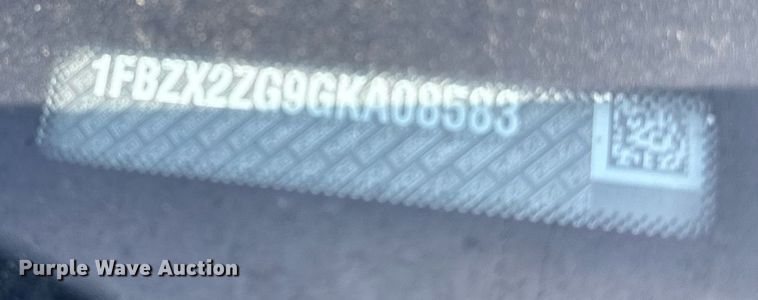 1FBZX2ZG9GKA08583
Purple Wave Auction